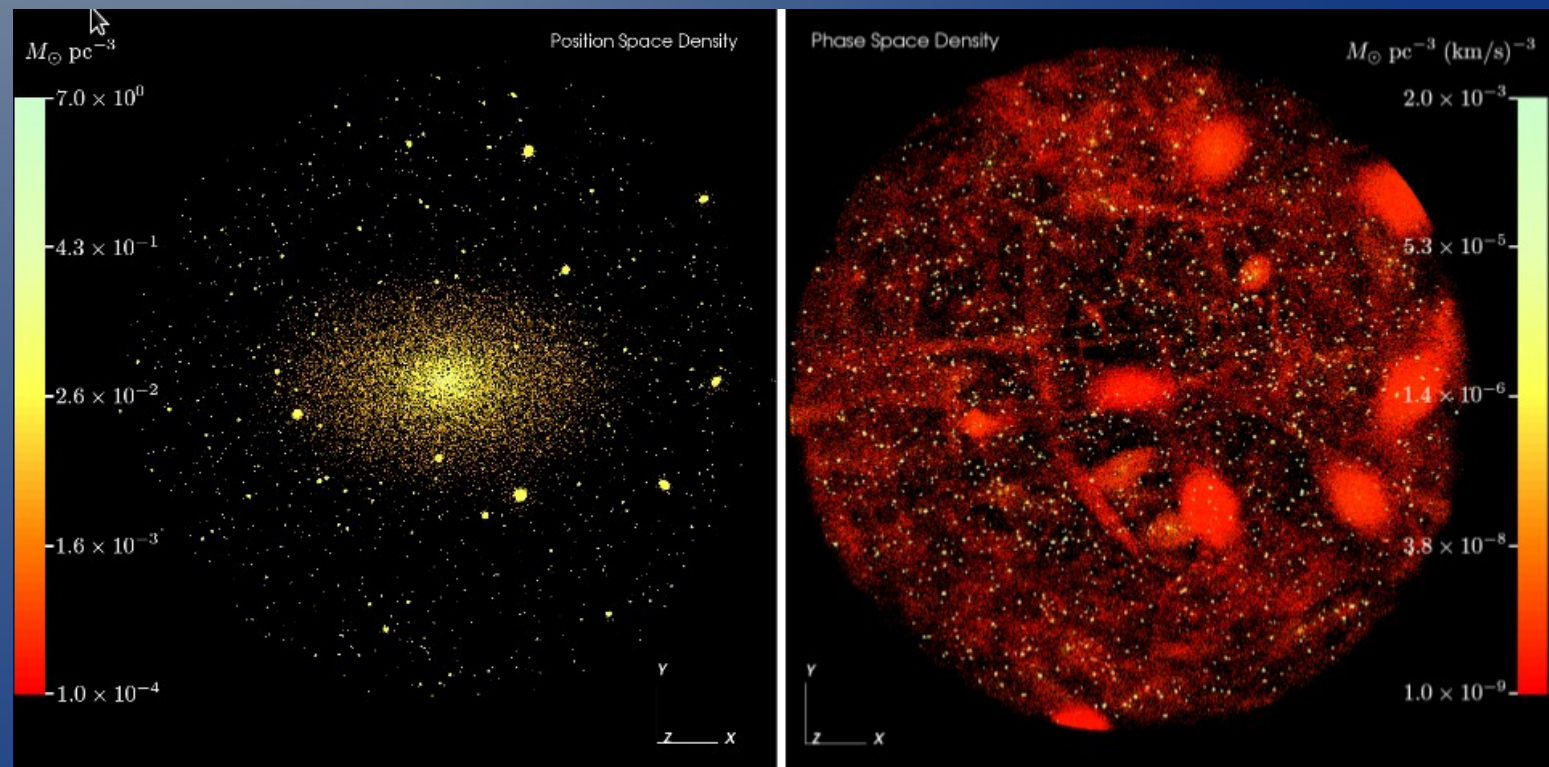 Position Space Density
M⊙ pc⁻³
7.0 × 10⁰
4.3 × 10⁻¹
2.6 × 10⁻²
1.6 × 10⁻³
1.0 × 10⁻⁴
Y
Z X
Phase Space Density
M⊙ pc⁻³ (km/s)⁻³
2.0 × 10⁻³
5.3 × 10⁻⁵
1.4 × 10⁻⁶
3.8 × 10⁻⁸
1.0 × 10⁻⁹
Y
Z X